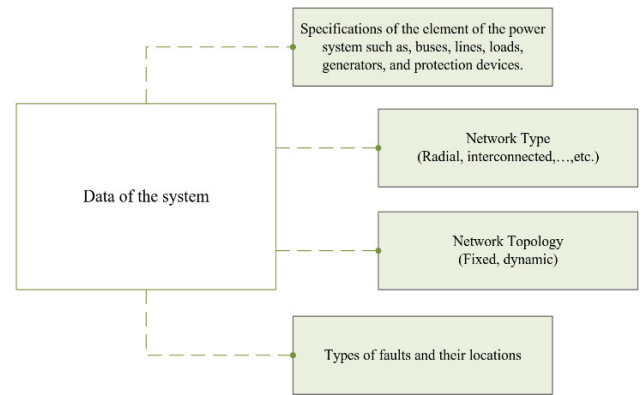 Specifications of the element of the power
system such as, buses, lines, loads,
generators, and protection devices.
Data of the system
Network Type
(Radial, interconnected,…,etc.)
Network Topology
(Fixed, dynamic)
Types of faults and their locations